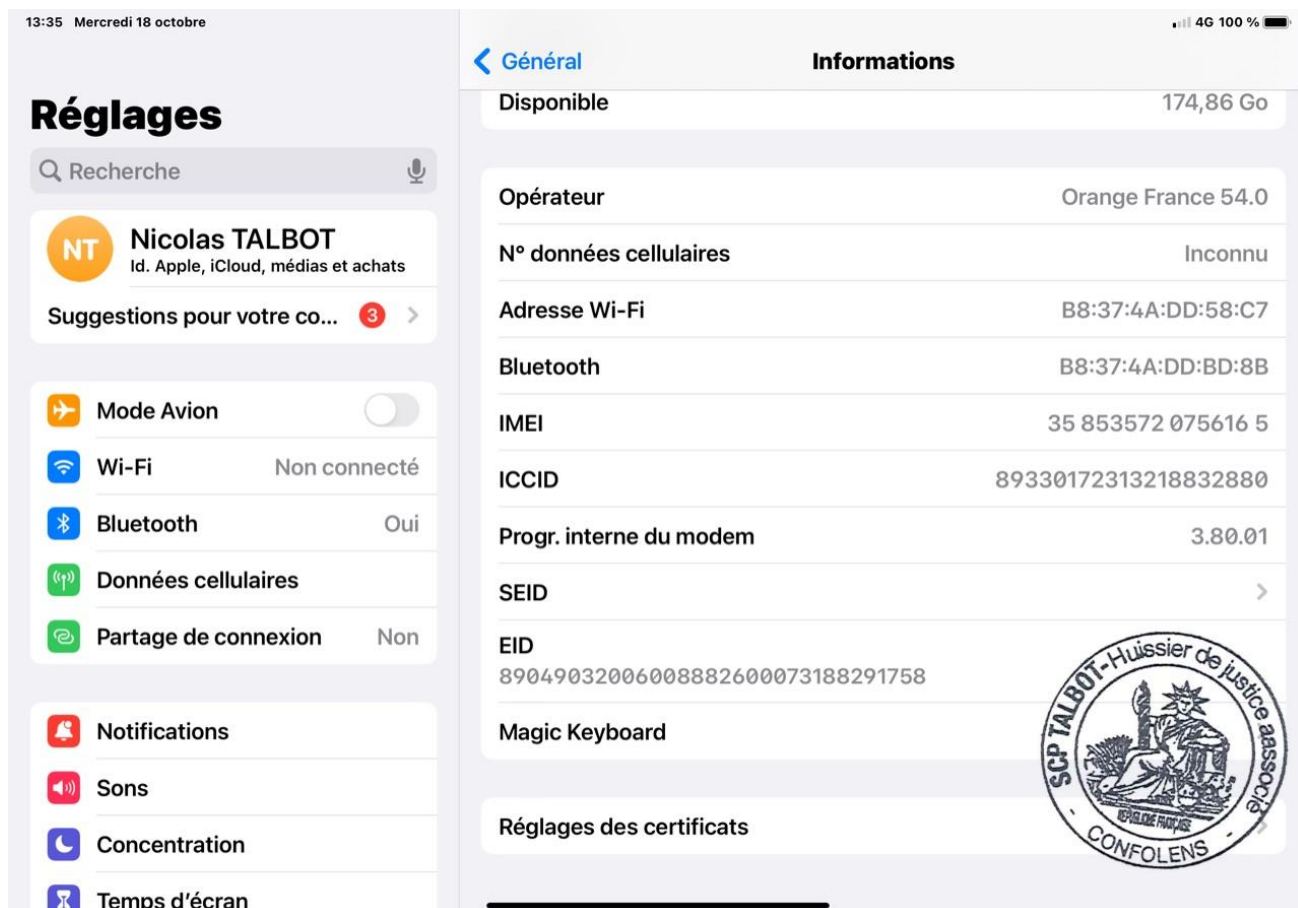 13:35 Mercredi 18 octobre
4G 100 %
Réglages
Recherche
NT
Nicolas TALBOT
Id. Apple, iCloud, médias et achats
Suggestions pour votre co... 3
Mode Avion
Wi-Fi Non connecté
Bluetooth Oui
Données cellulaires
Partage de connexion Non
Notifications
Sons
Concentration
Temps d'écran
Général
Informations
Disponible 174,86 Go
Opérateur Orange France 54.0
N° données cellulaires Inconnu
Adresse Wi-Fi B8:37:4A:DD:58:C7
Bluetooth B8:37:4A:DD:BD:8B
IMEI 35 853572 075616 5
ICCID 89330172313218832880
Progr. interne du modem 3.80.01
SEID
EID
89049032006008882600073188291758
Magic Keyboard
Réglages des certificats
SCP TALBOT-Huissier de justice aassocié
RÉPUBLIQUE FRANÇAISE
- CONFOLENS -